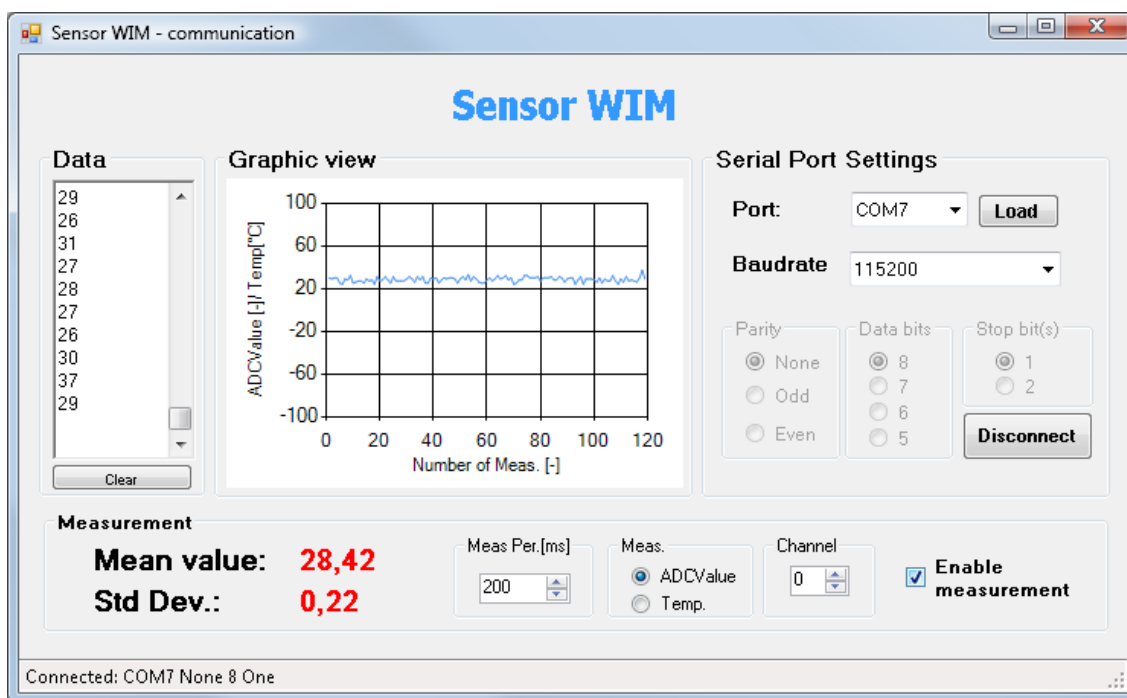 Sensor WIM - communication
Sensor WIM
Data
29
26
31
27
28
27
26
30
37
29
Clear
Graphic view
ADCValue [-]/ Temp[°C]
100
60
20
-20
-60
-100
0 20 40 60 80 100 120
Number of Meas. [-]
Serial Port Settings
Port: COM7 Load
Baudrate 115200
Parity
None
Odd
Even
Data bits
8
7
6
5
Stop bit(s)
1
2
Disconnect
Measurement
Mean value: 28,42
Std Dev.: 0,22
Meas Per.[ms]
200
Meas.
ADCValue
Temp.
Channel
0
Enable
measurement
Connected: COM7 None 8 One